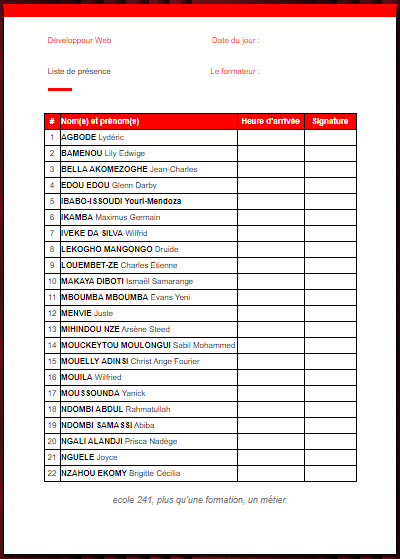 Développeur Web Date du jour :
Liste de présence Le formateur :
# Nom(s) et prénom(s) Heure d'arrivée Signature
1 AGBODE Lydéric
2 BAMENOU Lily Edwige
3 BELLA AKOMEZOGHE Jean-Charles
4 EDOU EDOU Glenn Darby
5 IBABO-ISSOUDI Youri-Mendoza
6 IKAMBA Maximus Germain
7 IVEKE DA SILVA Wilfrid
8 LEKOGHO MANGONGO Druide
9 LOUEMBET-ZE Charles Etienne
10 MAKAYA DIBOTI Ismaël Samarange
11 MBOUMBA MBOUMBA Evans Yeni
12 MENVIE Juste
13 MIHINDOU NZE Arsène Steed
14 MOUCKEYTOU MOULONGUI Sabil Mohammed
15 MOUELLY ADINSI Christ Ange Fourier
16 MOUILA Wilfried
17 MOUSSOUNDA Yanick
18 NDOMBI ABDUL Rahmatullah
19 NDOMBI SAMASSI Abiba
20 NGALI ALANDJI Prisca Nadège
21 NGUELE Joyce
22 NZAHOU EKOMY Brigitte Cécilia
ecole 241, plus qu'une formation, un métier.